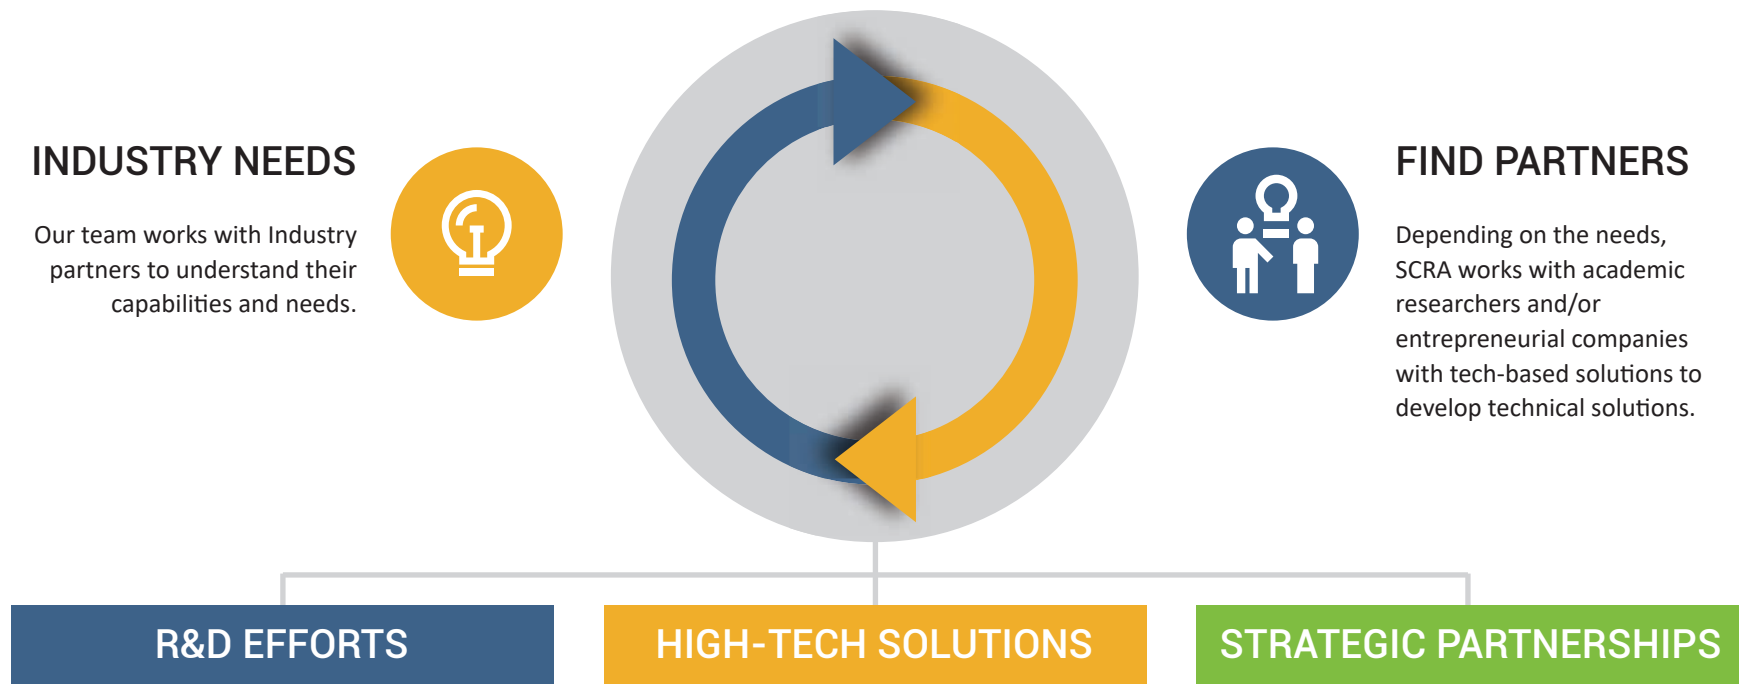 INDUSTRY NEEDS
Our team works with Industry
partners to understand their
capabilities and needs.
FIND PARTNERS
Depending on the needs,
SCRA works with academic
researchers and/or
entrepreneurial companies
with tech-based solutions to
develop technical solutions.
R&D EFFORTS
HIGH-TECH SOLUTIONS
STRATEGIC PARTNERSHIPS